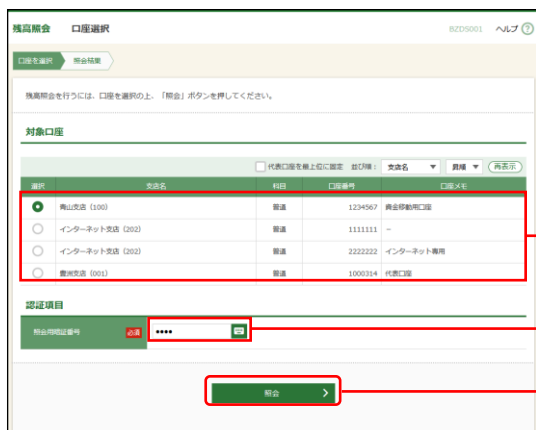 残高照会 口座選択 BZDS001 ヘルプ ?
口座を選択 照会結果
残高照会を行うには、口座を選択の上、「照会」ボタンを押してください。
対象口座
代表口座を最上位に固定 並び順： 支店名 ▼ 昇順 ▼ 再表示
選択 支店名 科目 口座番号 口座メモ
青山支店（100） 普通 1234567 資金移動用口座
インターネット支店（202） 普通 1111111 −
インターネット支店（202） 普通 2222222 インターネット専用
豊洲支店（001） 普通 1000314 代表口座
認証項目
照会用暗証番号 必須 ••••
照会